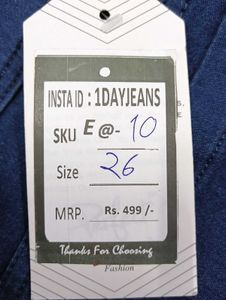 INSTA ID : 1DAYJEANS
SKU E @- 10
Size 26
MRP. Rs. 499 /-
Thanks For Choosing
Fashion